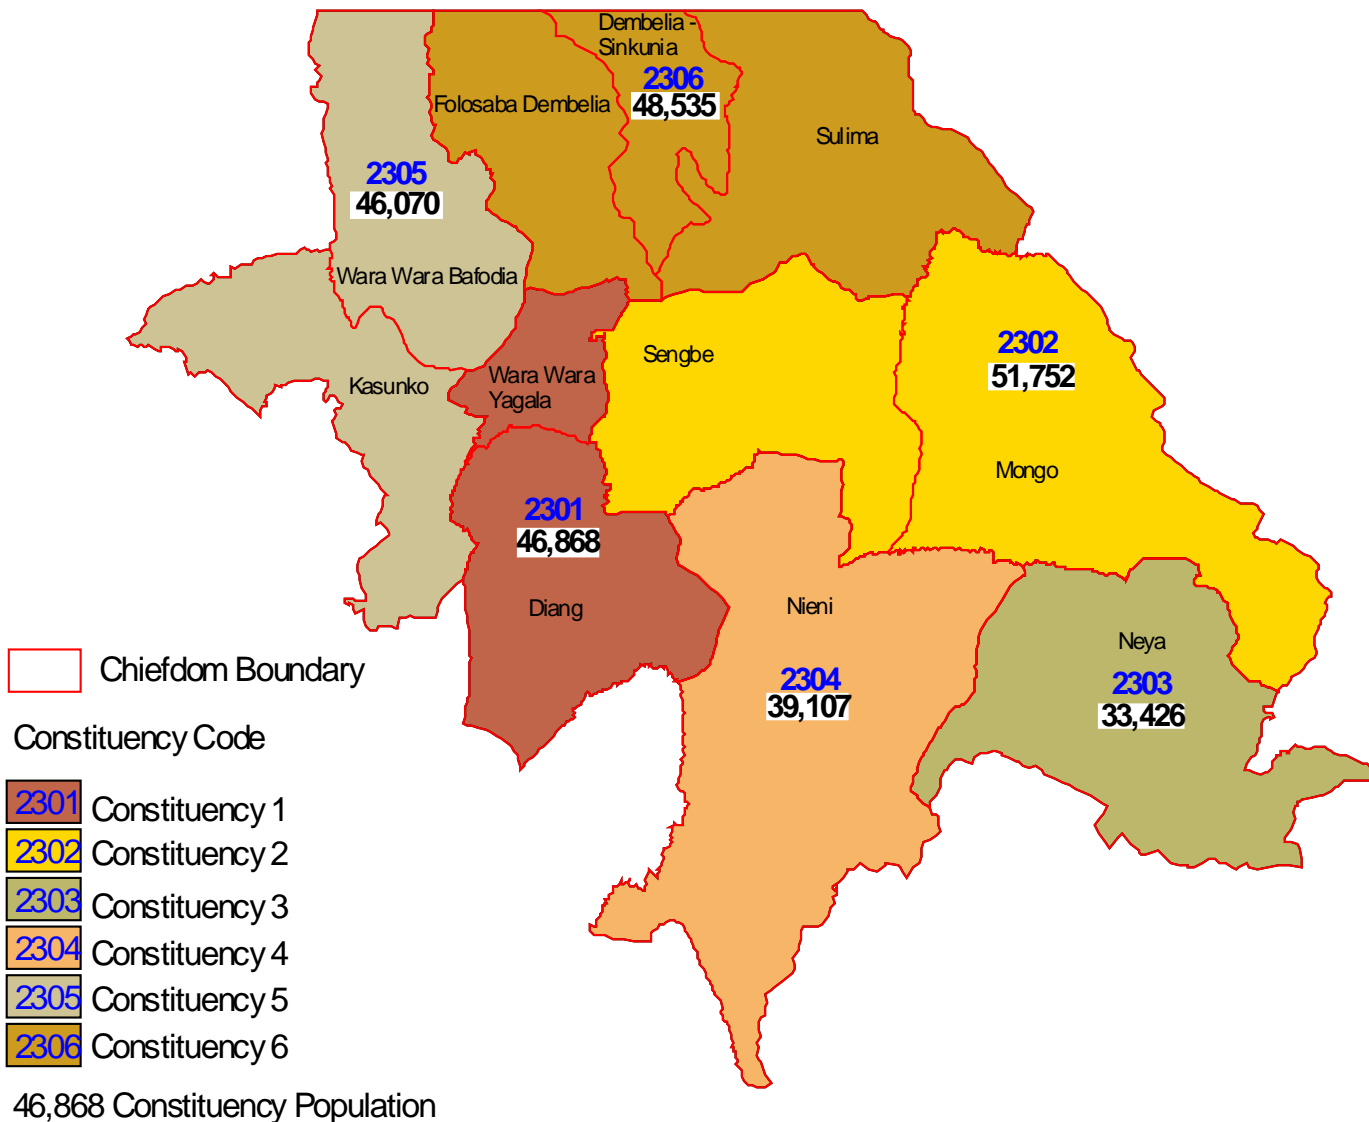 Dembelia -
Sinkunia
2306
48,535
Folosaba Dembelia
Sulima
2305
46,070
Wara Wara Bafodia
2302
51,752
Sengbe
Wara Wara
Yagala
Kasunko
Mongo
2301
46,868
Diang
Nieni
Neya
2304
39,107
2303
33,426
Chiefdom Boundary
Constituency Code
2301 Constituency 1
2302 Constituency 2
2303 Constituency 3
2304 Constituency 4
2305 Constituency 5
2306 Constituency 6
46,868 Constituency Population